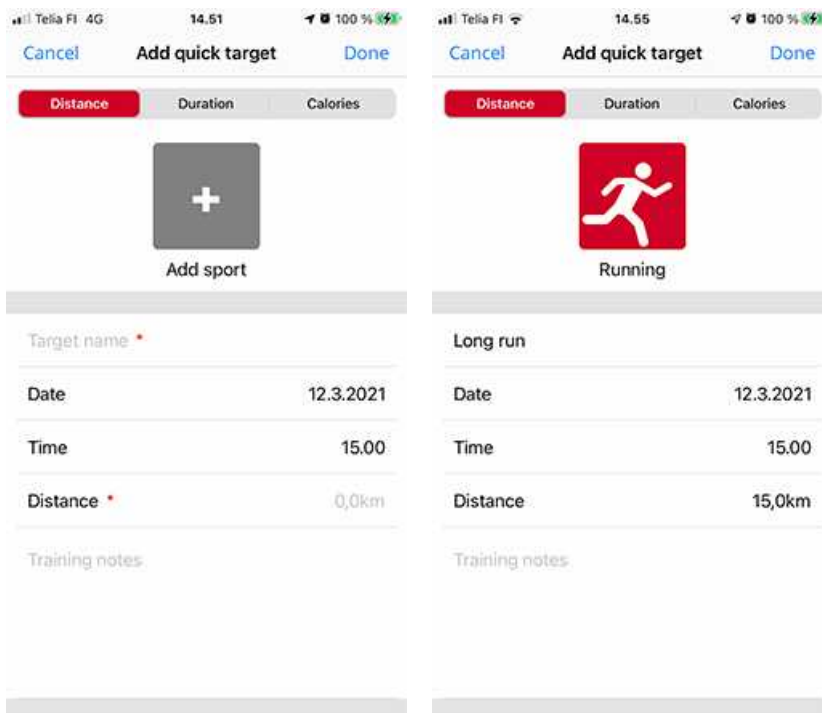 Telia FI 4G 14.51 100 %
Cancel Add quick target Done
Distance Duration Calories
+
Add sport
Target name *
Date 12.3.2021
Time 15.00
Distance * 0,0km
Training notes
Telia FI 14.55 100 %
Cancel Add quick target Done
Distance Duration Calories
Running
Long run
Date 12.3.2021
Time 15.00
Distance 15,0km
Training notes